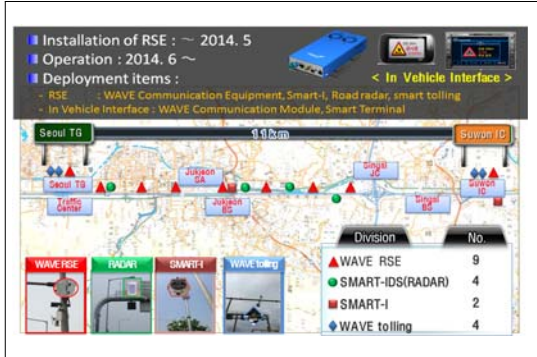 Installation of RSE : ～ 2014. 5
Operation : 2014. 6 ～
Deployment items :
- RSE : WAVE Communication Equipment, Smart-I, Road radar, smart tolling
- In Vehicle Interface : WAVE Communication Module, Smart Terminal
< In Vehicle Interface >
Seoul TG
11km
Suwon IC
Seoul TG
Jukjeon SA
Singal JC
Suwon IC
Traffic Center
Jukjeon BS
Singal BS
WAVE RSE
RADAR
SMART-I
WAVE tolling
Division No.
WAVE RSE 9
SMART-IDS(RADAR) 4
SMART-I 2
WAVE tolling 4